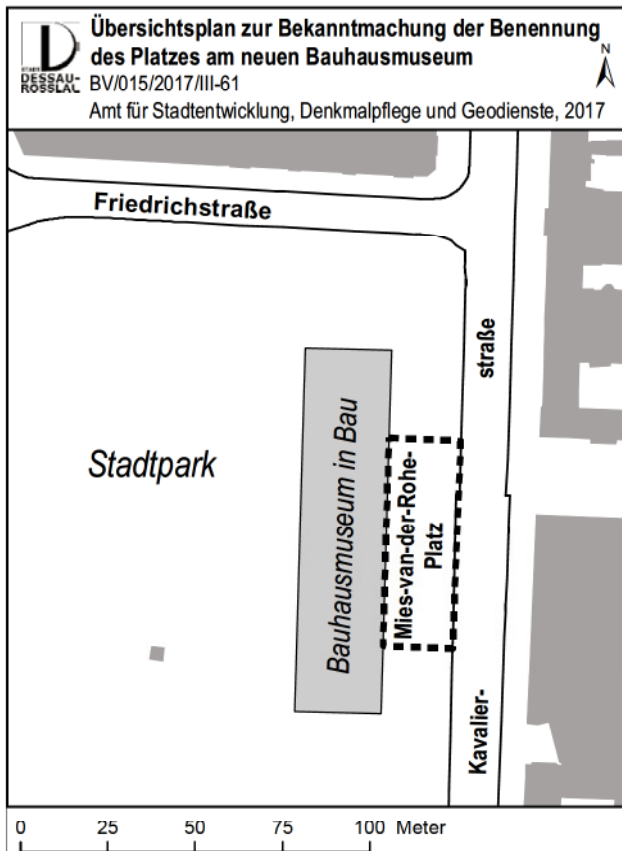 Übersichtsplan zur Bekanntmachung der Benennung
des Platzes am neuen Bauhausmuseum
BV/015/2017/III-61
Amt für Stadtentwicklung, Denkmalpflege und Geodienste, 2017
STADT
DESSAU-
ROSSLAU
N
Friedrichstraße
straße
Stadtpark
Bauhausmuseum in Bau
Mies-van-der-Rohe-
Platz
Kavalier-
0 25 50 75 100 Meter